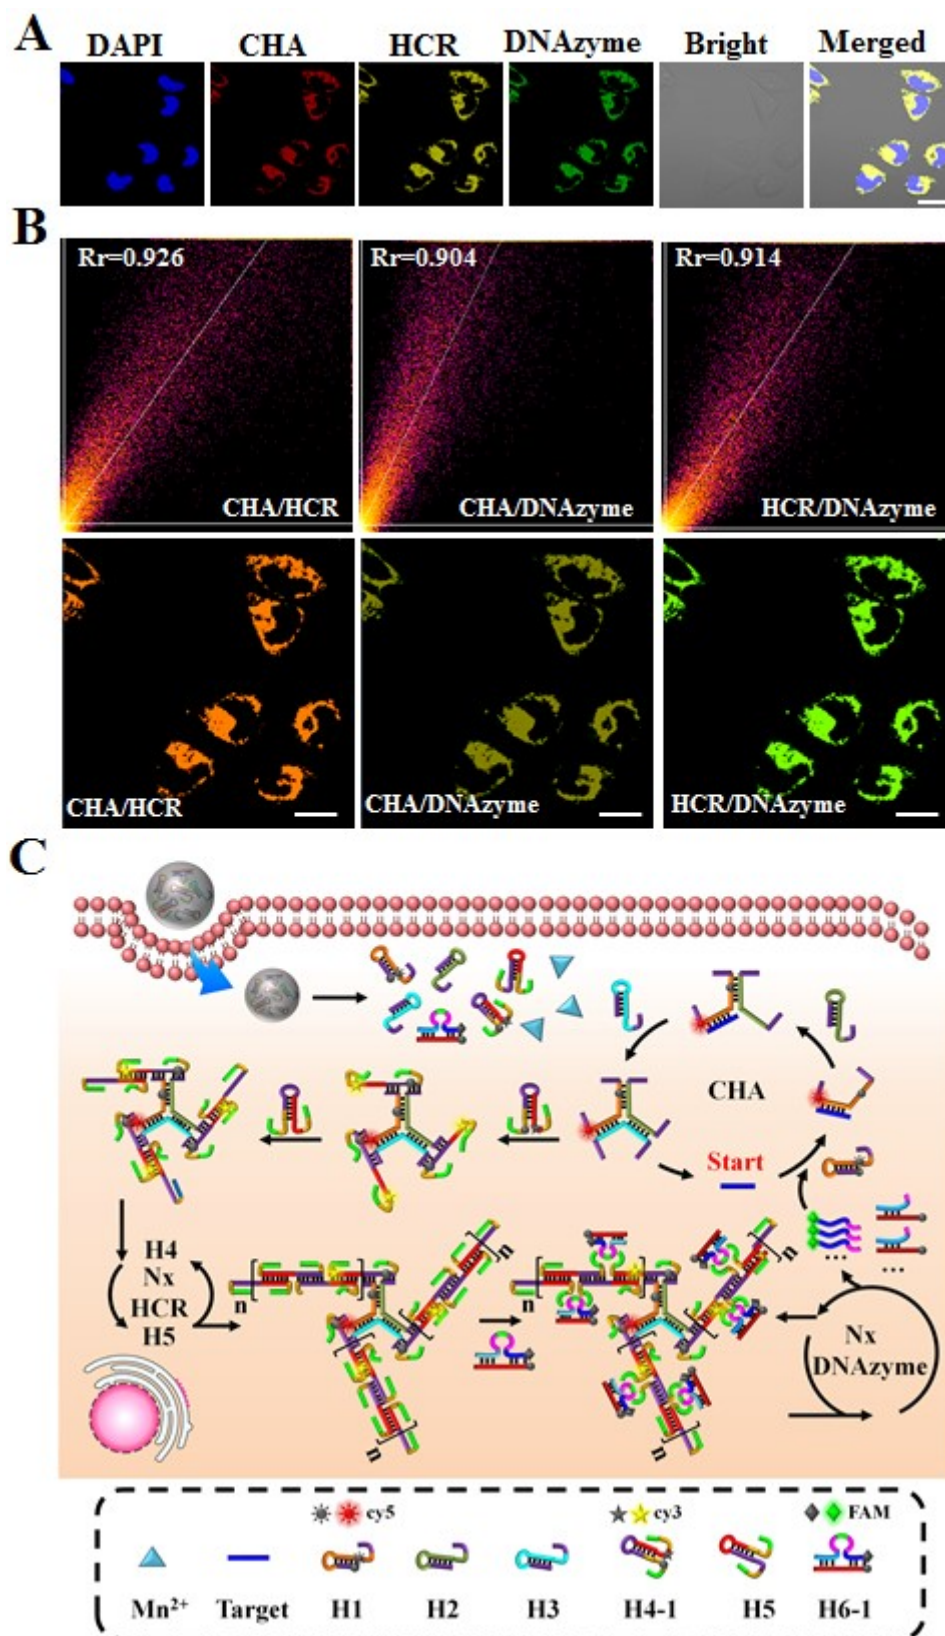 A
DAPI CHA HCR DNAzyme Bright Merged
B
Rr=0.926 Rr=0.904 Rr=0.914
CHA/HCR CHA/DNAzyme HCR/DNAzyme
CHA/HCR CHA/DNAzyme HCR/DNAzyme
C
CHA
Start
...
...
H4
Nx
HCR
H5
n
n
n
n
n
n
Nx
DNAzyme
cy5 cy3 FAM
Mn2+ Target H1 H2 H3 H4-1 H5 H6-1